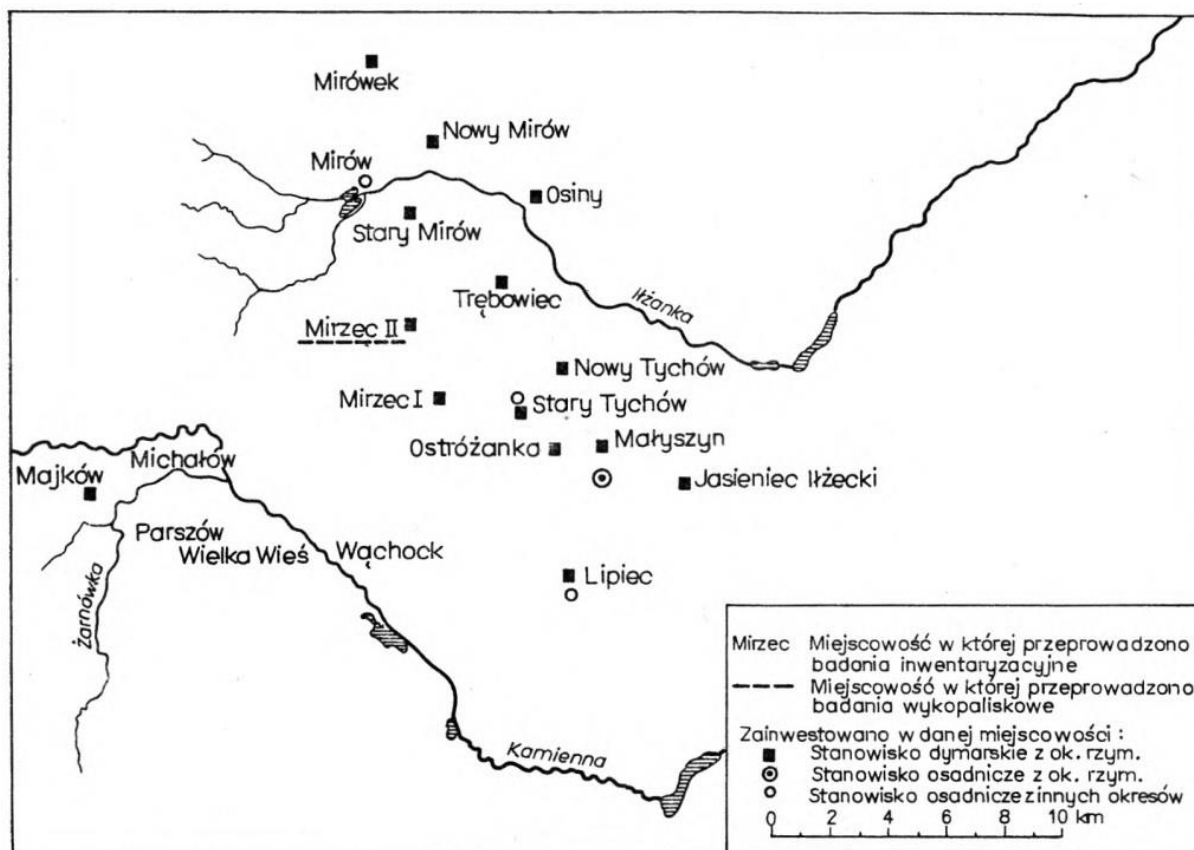 Mirówek
Nowy Mirów
Mirów
Osiny
Stary Mirów
Trębowiec
Iłżanka
Mirzec II
Nowy Tychów
Mirzec I
Stary Tychów
Ostróżanka
Małyszyn
Michałów
Majków
Jasieniec Iłżecki
Parszów
Wielka Wieś
Wąchock
Lipiec
Żarnówka
Kamienna
Mirzec Miejscowość w której przeprowadzono
badonia inwentaryzacyjne
Miejscowość w której przeprowadzono
badania wykopaliskowe
Zainwestowano w danej miejscowości :
Stanowisko dymarskie z ok. rzym.
Stanowisko osadnicze z ok. rzym.
Stanowisko osadnicze z innych okresów
0 2 4 6 8 10 km